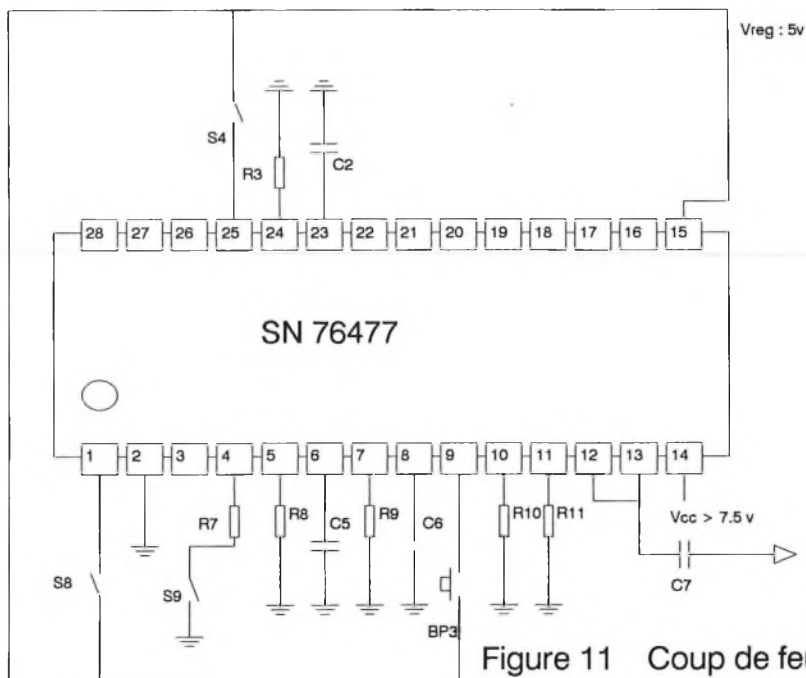 Vreg : 5v
S4
R3
C2
28 27 26 25 24 23 22 21 20 19 18 17 16 15
SN 76477
1 2 3 4 5 6 7 8 9 10 11 12 13 14
R7 R8 C5 R9 C6 R10 R11 Vcc > 7.5 v
S8 S9 C7
BP3
Figure 11 Coup de feu